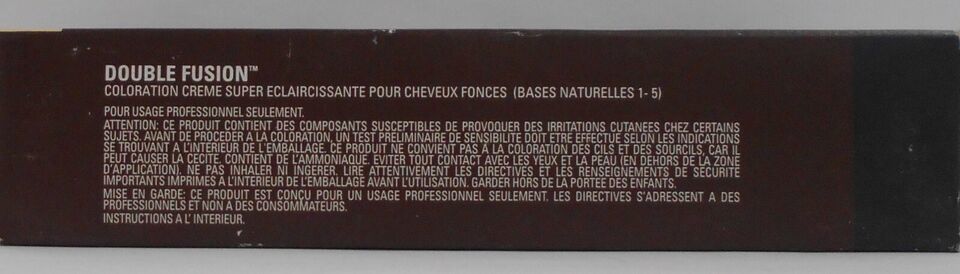 DOUBLE FUSION™
COLORATION CREME SUPER ECLAIRCISSANTE POUR CHEVEUX FONCES (BASES NATURELLES 1- 5)
POUR USAGE PROFESSIONNEL SEULEMENT.
ATTENTION: CE PRODUIT CONTIENT DES COMPOSANTS SUSCEPTIBLES DE PROVOQUER DES IRRITATIONS CUTANEES CHEZ CERTAINS
SUJETS. AVANT DE PROCEDER A LA COLORATION, UN TEST PRELIMINAIRE DE SENSIBILITE DOIT ETRE EFFECTUE SELON LES INDICATIONS
SE TROUVANT A L'INTERIEUR DE L'EMBALLAGE. CE PRODUIT NE CONVIENT PAS A LA COLORATION DES CILS ET DES SOURCILS, CAR IL
PEUT CAUSER LA CECITE. CONTIENT DE L'AMMONIAQUE. EVITER TOUT CONTACT AVEC LES YEUX ET LA PEAU (EN DEHORS DE LA ZONE
D'APPLICATION). NE PAS INHALER NI INGERER. LIRE ATTENTIVEMENT LES DIRECTIVES ET LES RENSEIGNEMENTS DE SECURITE
IMPORTANTS IMPRIMES A L'INTERIEUR DE L'EMBALLAGE AVANT L'UTILISATION. GARDER HORS DE LA PORTEE DES ENFANTS.
MISE EN GARDE: CE PRODUIT EST CONÇU POUR UN USAGE PROFESSIONNEL SEULEMENT. LES DIRECTIVES S'ADRESSENT A DES
PROFESSIONNELS ET NON A DES CONSOMMATEURS.
INSTRUCTIONS A L' INTERIEUR.